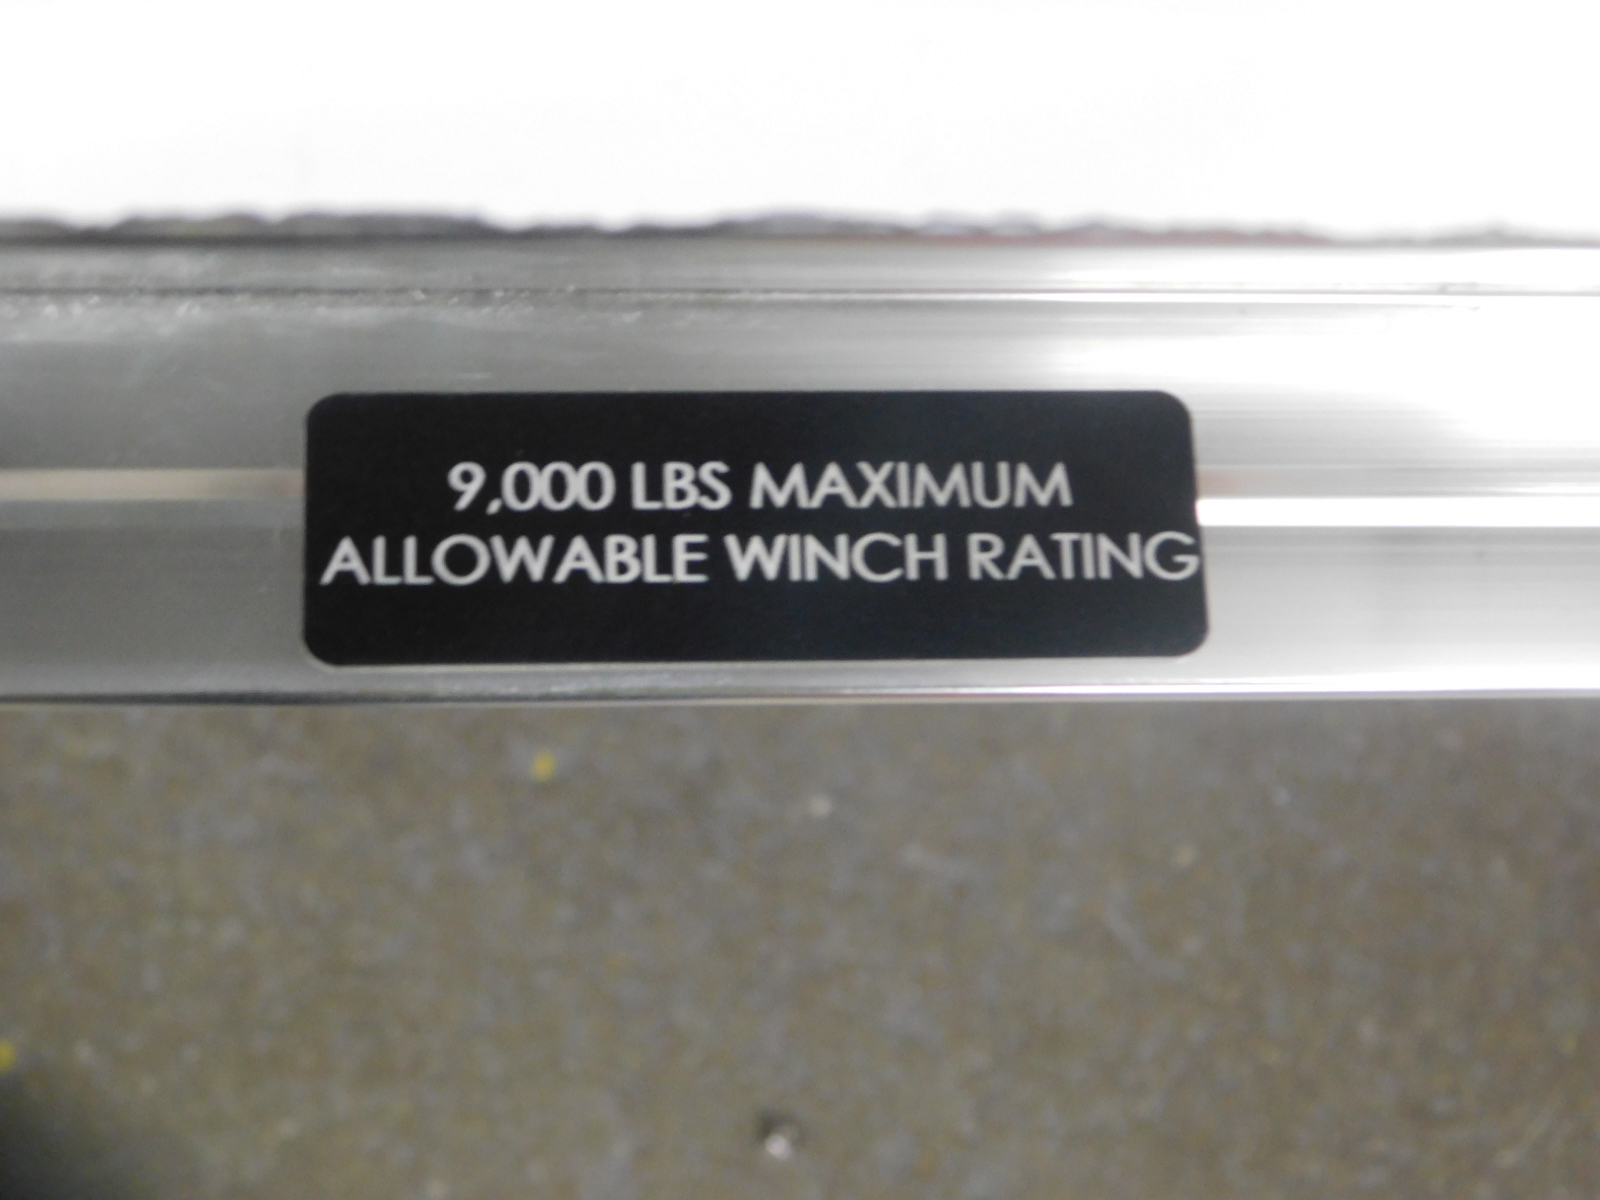 9,000 LBS MAXIMUM
ALLOWABLE WINCH RATING